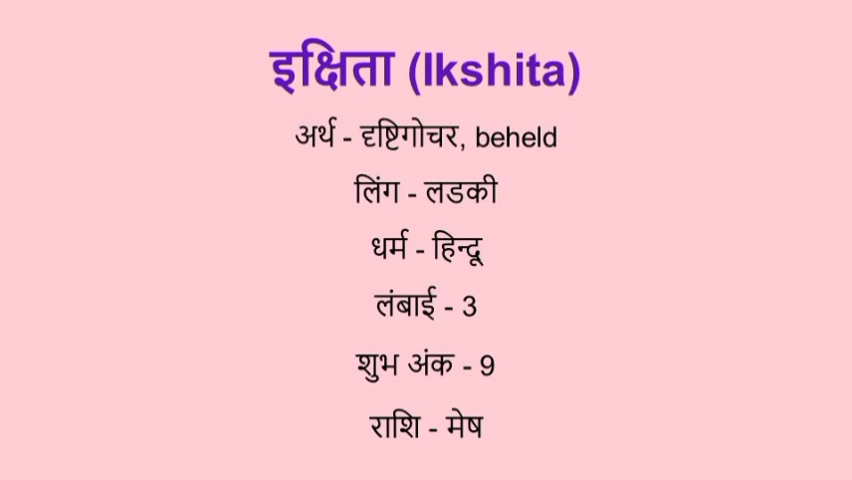 इक्षिता (Ikshita)
अर्थ - दृष्टिगोचर, beheld
लिंग - लडकी
धर्म - हिन्दू
लंबाई - 3
शुभ अंक - 9
राशि - मेष